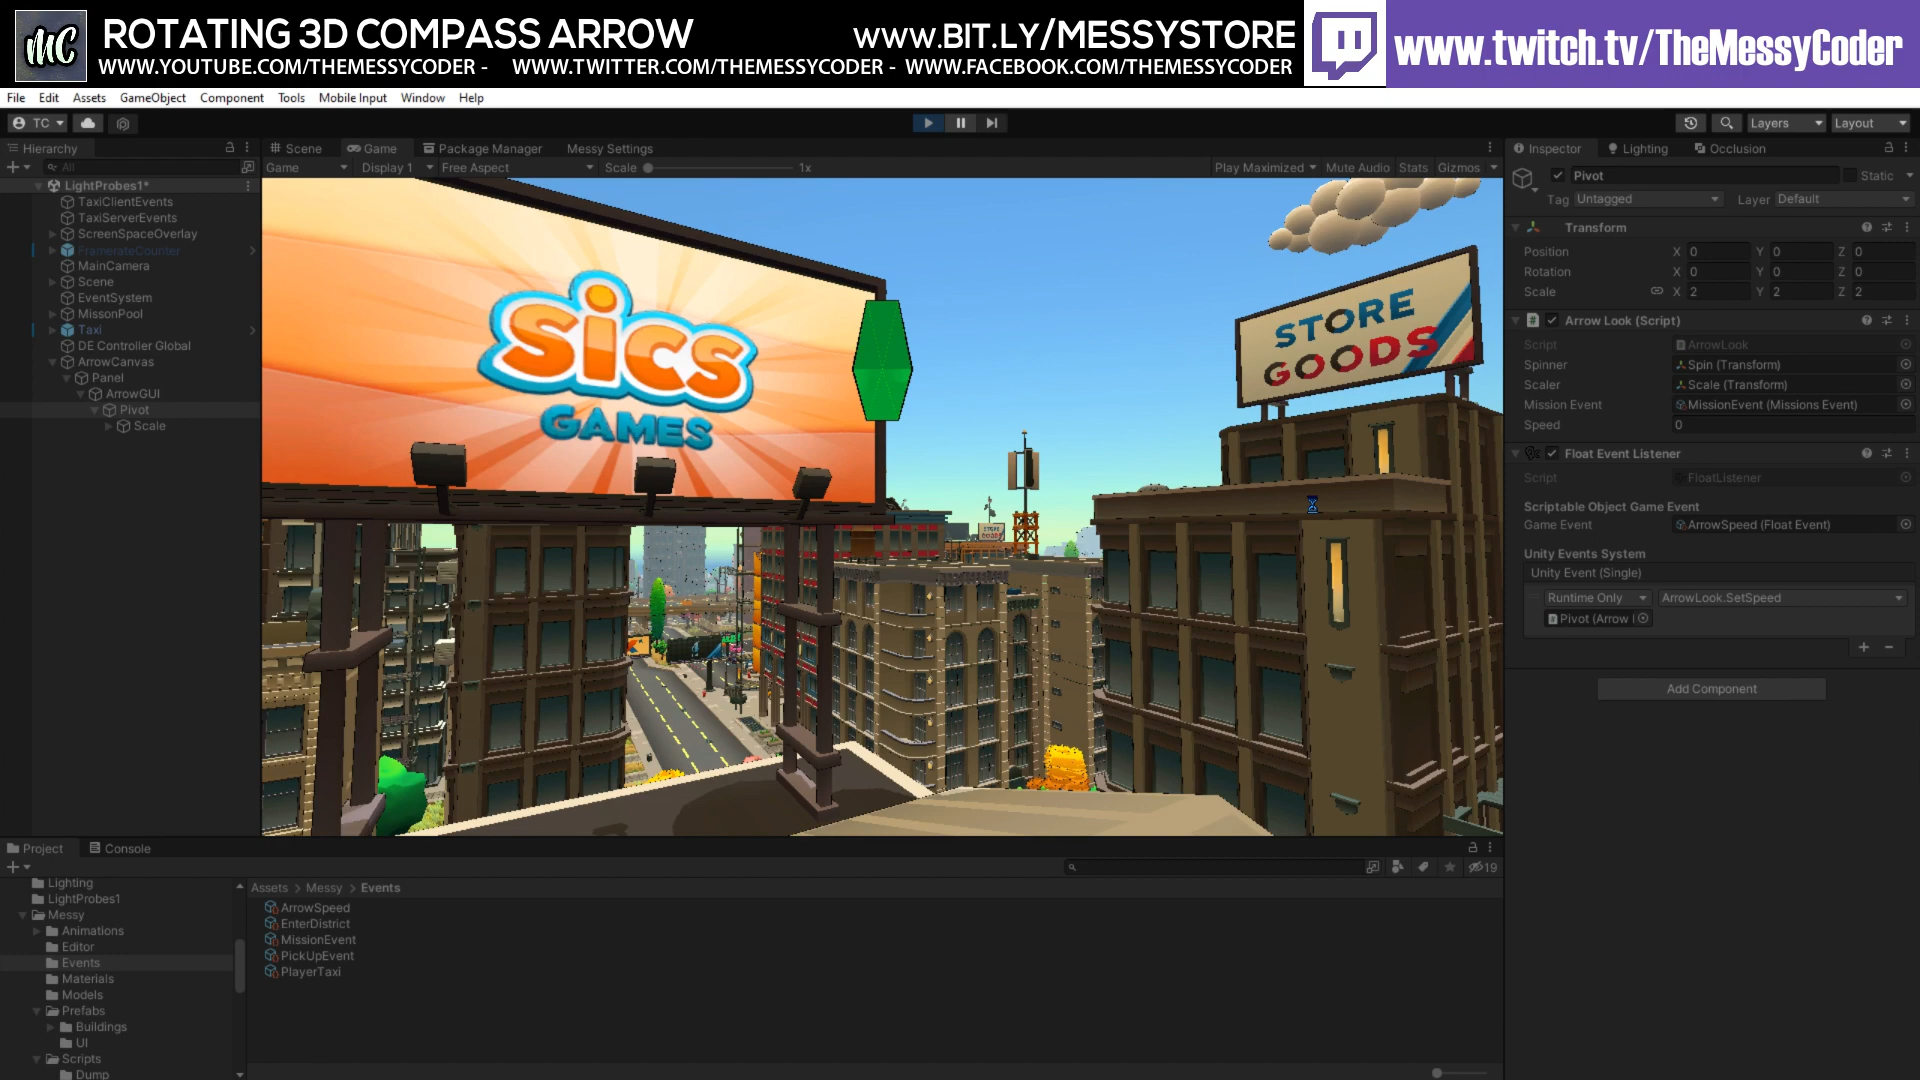 MC
ROTATING 3D COMPASS ARROW
WWW.BIT.LY/MESSYSTORE
WWW.YOUTUBE.COM/THEMESSYCODER - WWW.TWITTER.COM/THEMESSYCODER - WWW.FACEBOOK.COM/THEMESSYCODER
www.twitch.tv/TheMessyCoder
File Edit Assets GameObject Component Tools Mobile Input Window Help
TC
Layers Layout
Hierarchy
All
LightProbes1*
TaxiClientEvents
TaxiServerEvents
ScreenSpaceOverlay
FramerateCounter
MainCamera
Scene
EventSystem
MissonPool
Taxi
DE Controller Global
ArrowCanvas
Panel
ArrowGUI
Pivot
Scale
Scene Game Package Manager Messy Settings
Game Display 1 Free Aspect Scale 1x Play Maximized Mute Audio Stats Gizmos
sics
GAMES
STORE
GOODS
STORE
GOODS
Inspector Lighting Occlusion
Pivot Static
Tag Untagged Layer Default
Transform
Position X 0 Y 0 Z 0
Rotation X 0 Y 0 Z 0
Scale X 2 Y 2 Z 2
Arrow Look (Script)
Script ArrowLook
Spinner Spin (Transform)
Scaler Scale (Transform)
Mission Event MissionEvent (Missions Event)
Speed 0
Float Event Listener
Script FloatListener
Scriptable Object Game Event
Game Event ArrowSpeed (Float Event)
Unity Events System
Unity Event (Single)
Runtime Only ArrowLook.SetSpeed
Pivot (Arrow
+ -
Add Component
Project Console
19
Lighting
LightProbes1
Messy
Animations
Editor
Events
Materials
Models
Prefabs
Buildings
UI
Scripts
Dump
Assets > Messy > Events
ArrowSpeed
EnterDistrict
MissionEvent
PickUpEvent
PlayerTaxi